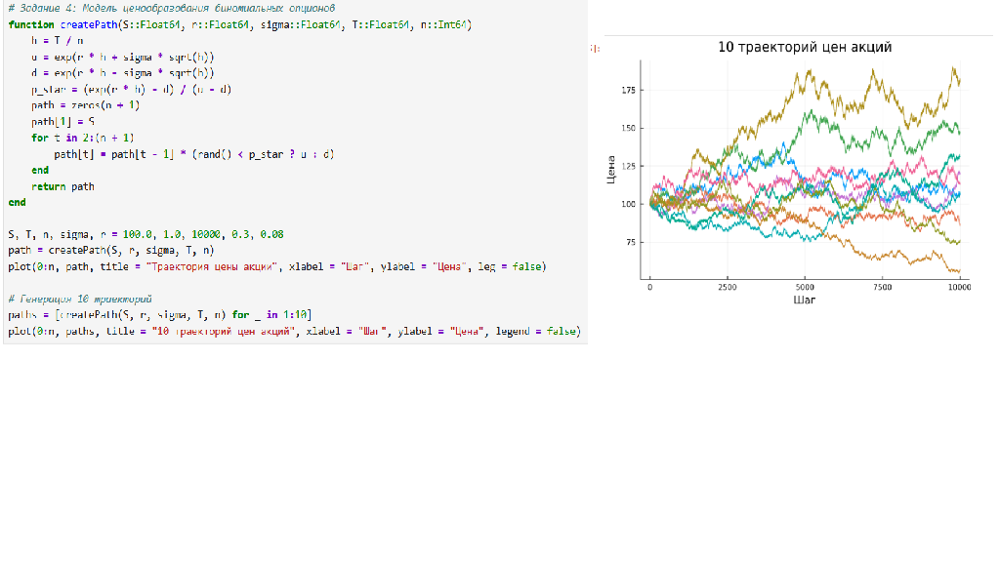 # Задание 4: Модель ценообразования биномиальных опционов
function createPath(S::Float64, r::Float64, sigma::Float64, T::Float64, n::Int64)
    h = T / n
    u = exp(r * h + sigma * sqrt(h))
    d = exp(r * h - sigma * sqrt(h))
    p_star = (exp(r * h) - d) / (u - d)
    path = zeros(n + 1)
    path[1] = S
    for t in 2:(n + 1)
        path[t] = path[t - 1] * (rand() < p_star ? u : d)
    end
    return path
end
S, T, n, sigma, r = 100.0, 1.0, 10000, 0.3, 0.08
path = createPath(S, r, sigma, T, n)
plot(0:n, path, title = "Траектория цены акции", xlabel = "Шаг", ylabel = "Цена", leg = false)
# Генерация 10 траекторий
paths = [createPath(S, r, sigma, T, n) for _ in 1:10]
plot(0:n, paths, title = "10 траекторий цен акций", xlabel = "Шаг", ylabel = "Цена", legend = false)
]:
10 траекторий цен акций
175
150
125
100
75
Цена
0 2500 5000 7500 10000
Шаг